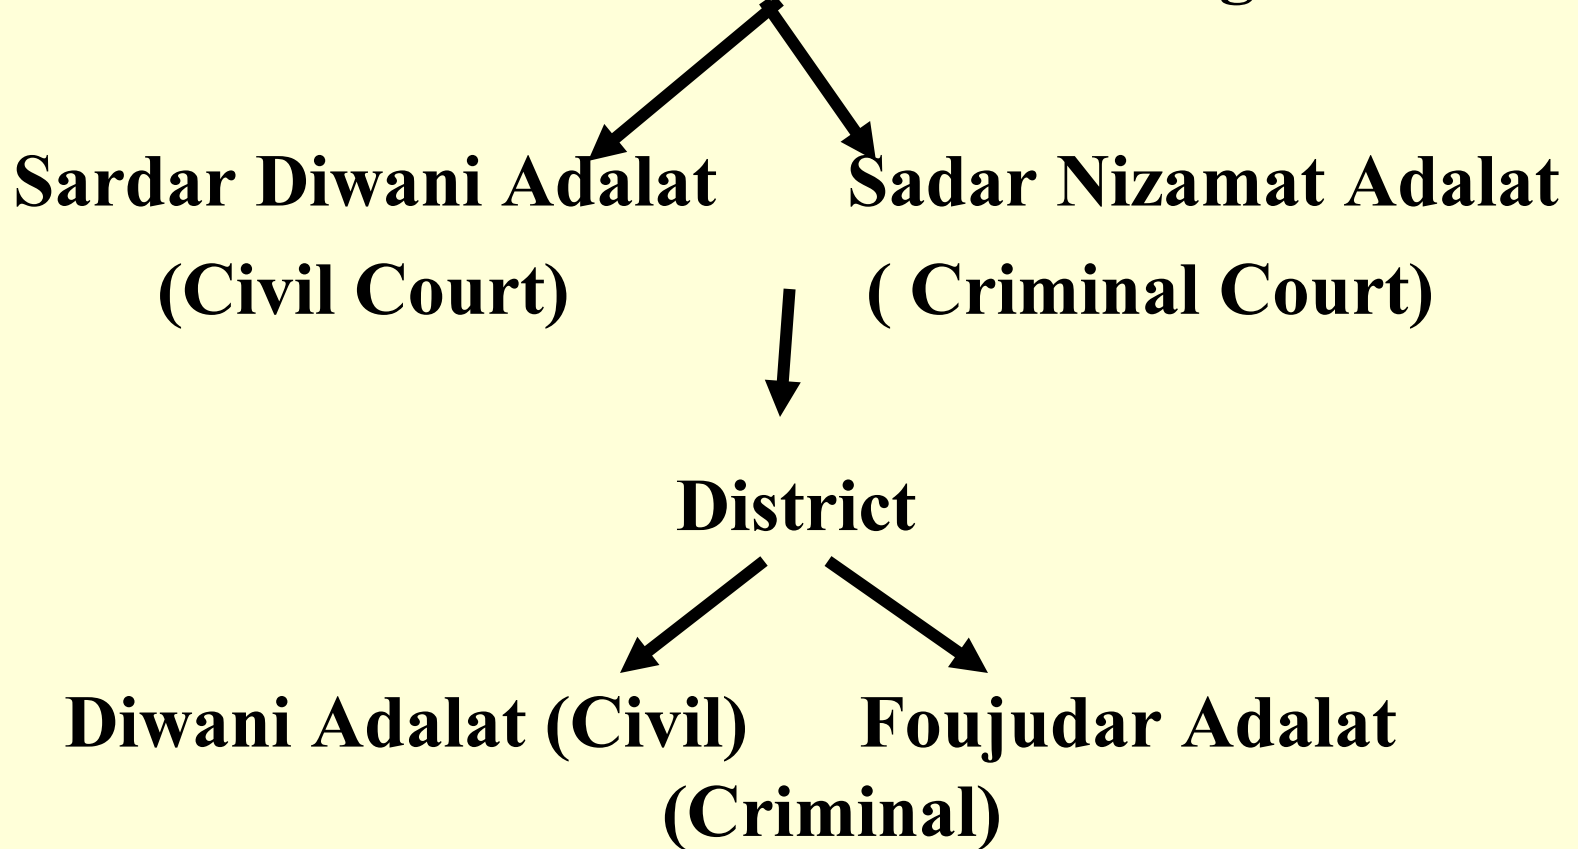 Sardar Diwani Adalat Sadar Nizamat Adalat
(Civil Court) ( Criminal Court)
District
Diwani Adalat (Civil) Foujudar Adalat
(Criminal)